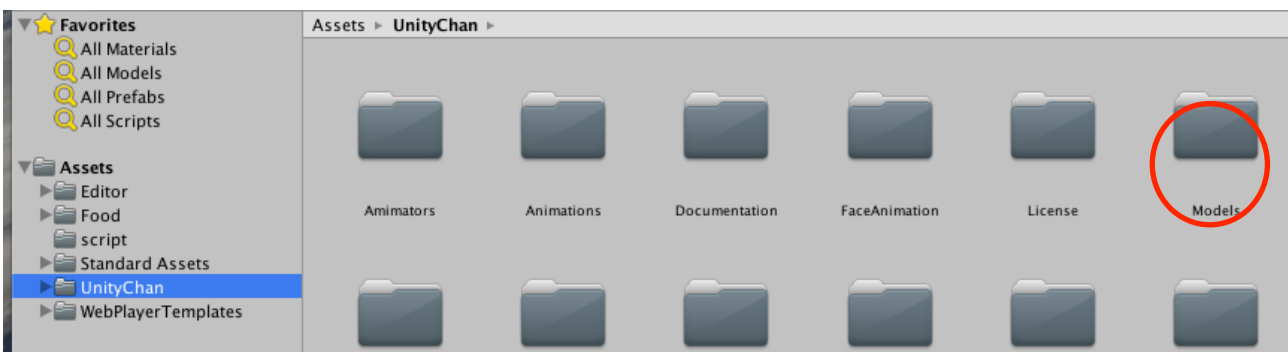 Favorites
All Materials
All Models
All Prefabs
All Scripts
Assets
Editor
Food
script
Standard Assets
UnityChan
WebPlayerTemplates
Assets ▸ UnityChan ▸
Amimators Animations Documentation FaceAnimation License Models